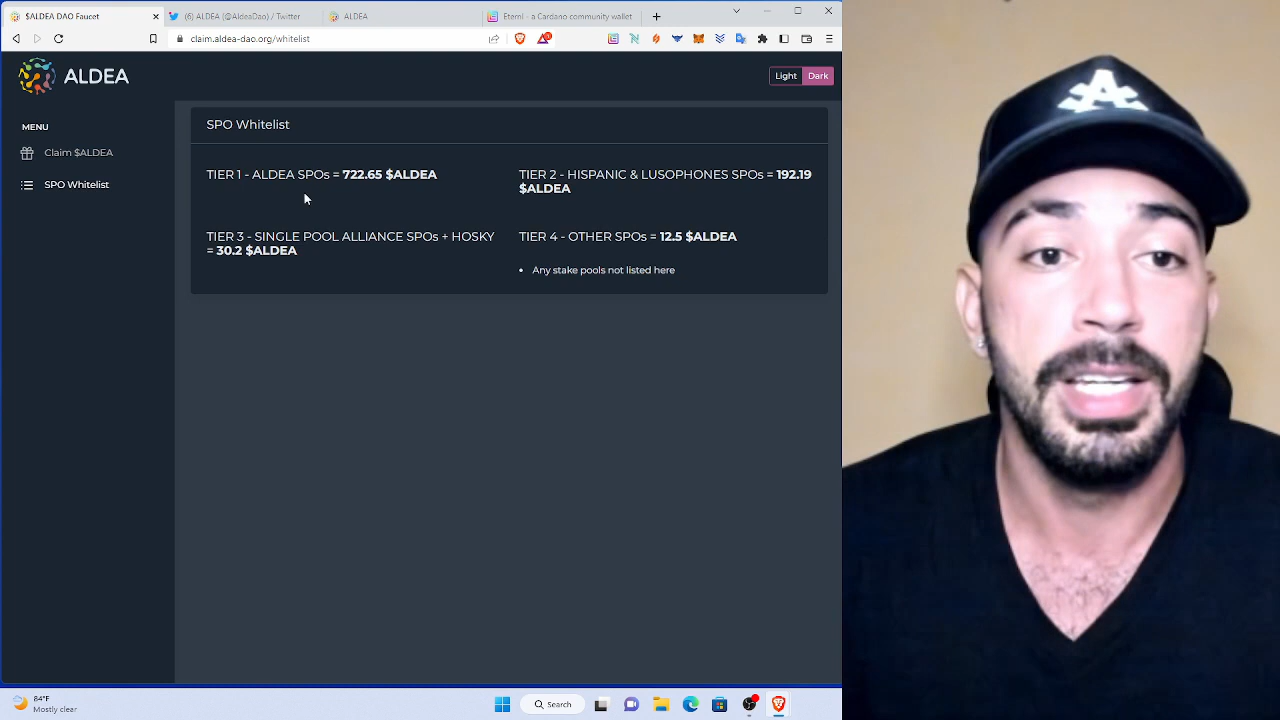 $ALDEA DAO Faucet
(6) ALDEA (@AldeaDao) / Twitter
ALDEA
Eternl - a Cardano community wallet
claim.aldea-dao.org/whitelist
ALDEA
Light
Dark
MENU
Claim $ALDEA
SPO Whitelist
SPO Whitelist
TIER 1 - ALDEA SPOs = 722.65 $ALDEA
TIER 2 - HISPANIC & LUSOPHONES SPOs = 192.19
$ALDEA
TIER 3 - SINGLE POOL ALLIANCE SPOs + HOSKY
= 30.2 $ALDEA
TIER 4 - OTHER SPOs = 12.5 $ALDEA
Any stake pools not listed here
84°F
Mostly clear
Search